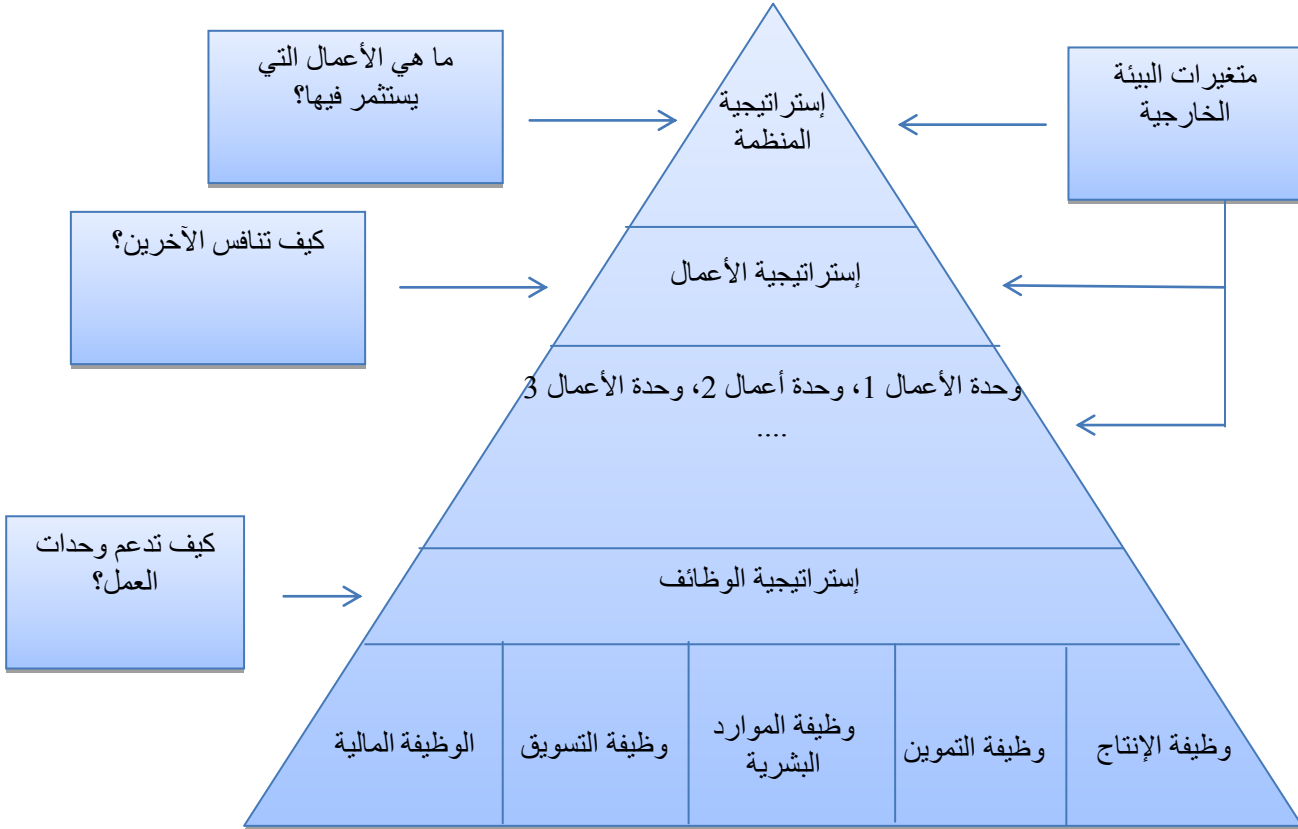 ما هي الأعمال التي
يستثمر فيها؟
متغيرات البيئة
الخارجية
إستراتيجية
المنظمة
كيف تنافس الآخرين؟
إستراتيجية الأعمال
وحدة الأعمال 1، وحدة أعمال 2، وحدة الأعمال 3
....
كيف تدعم وحدات
العمل؟
إستراتيجية الوظائف
وظيفة الإنتاج
وظيفة التموين
وظيفة الموارد
البشرية
وظيفة التسويق
الوظيفة المالية